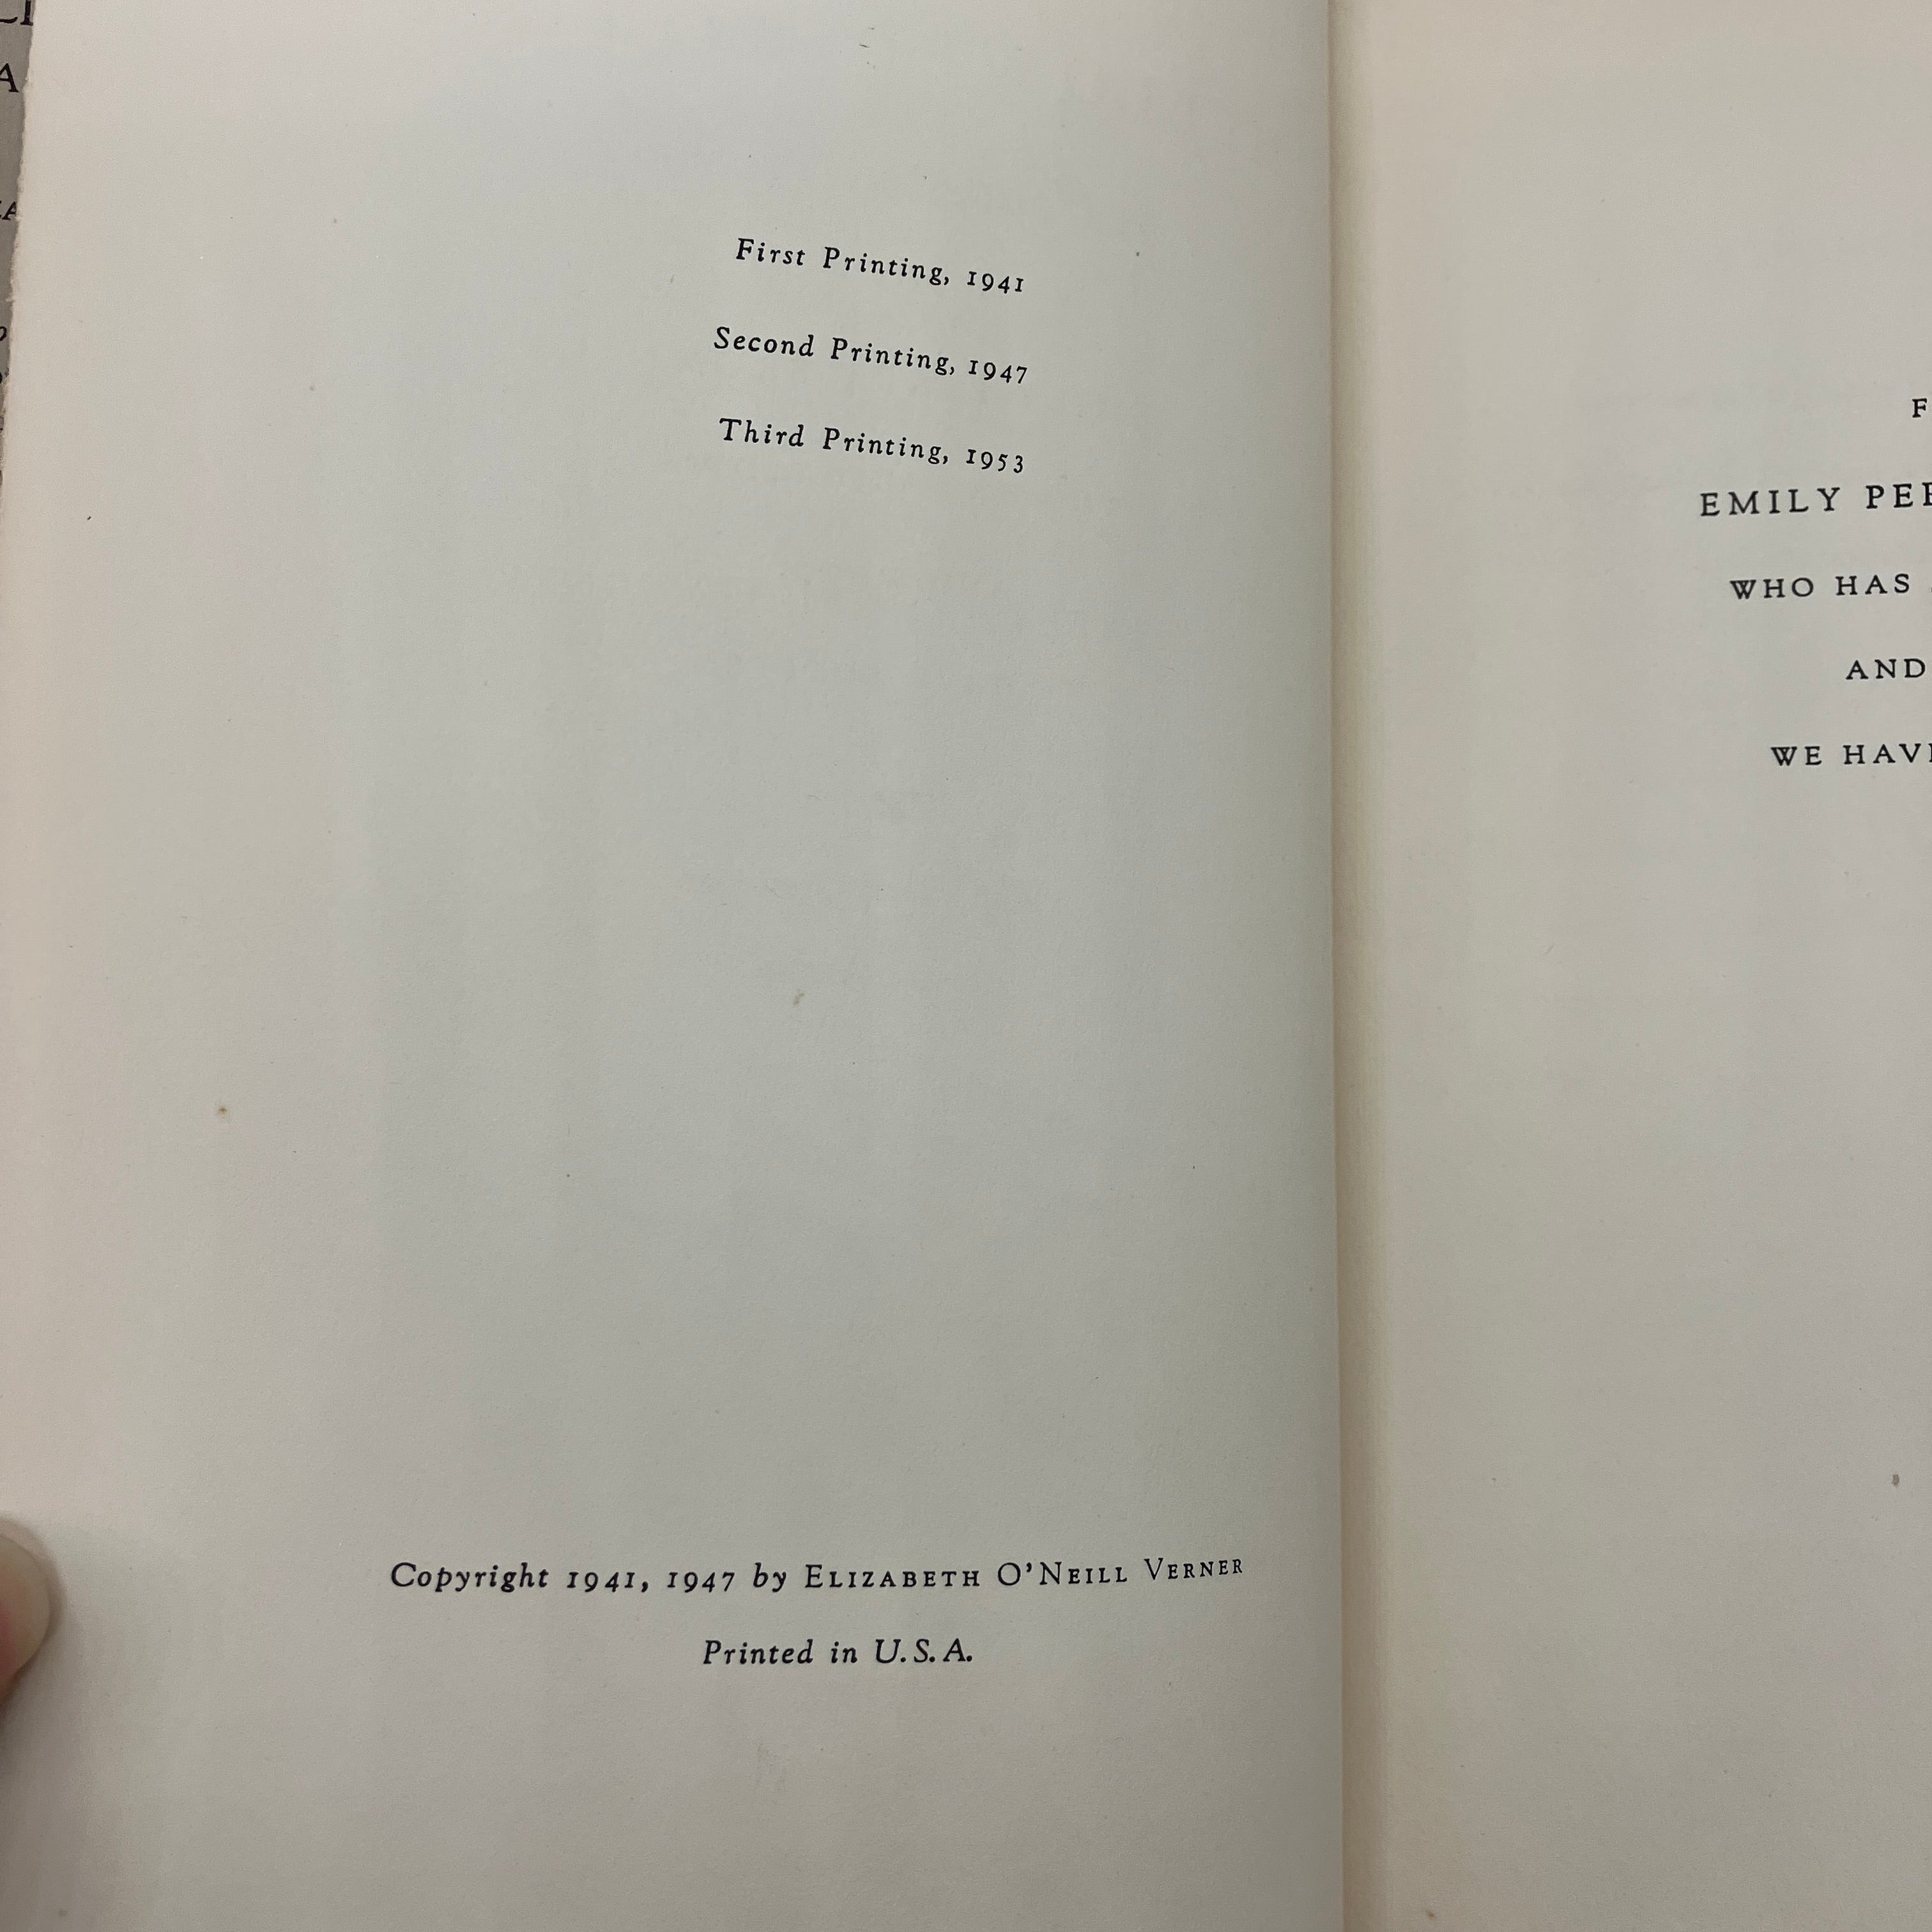 First Printing, 1941
Second Printing, 1947
Third Printing, 1953
Copyright 1941, 1947 by ELIZABETH O'NEILL VERNER
Printed in U.S.A.
EMILY
WHO HAS
AND
WE